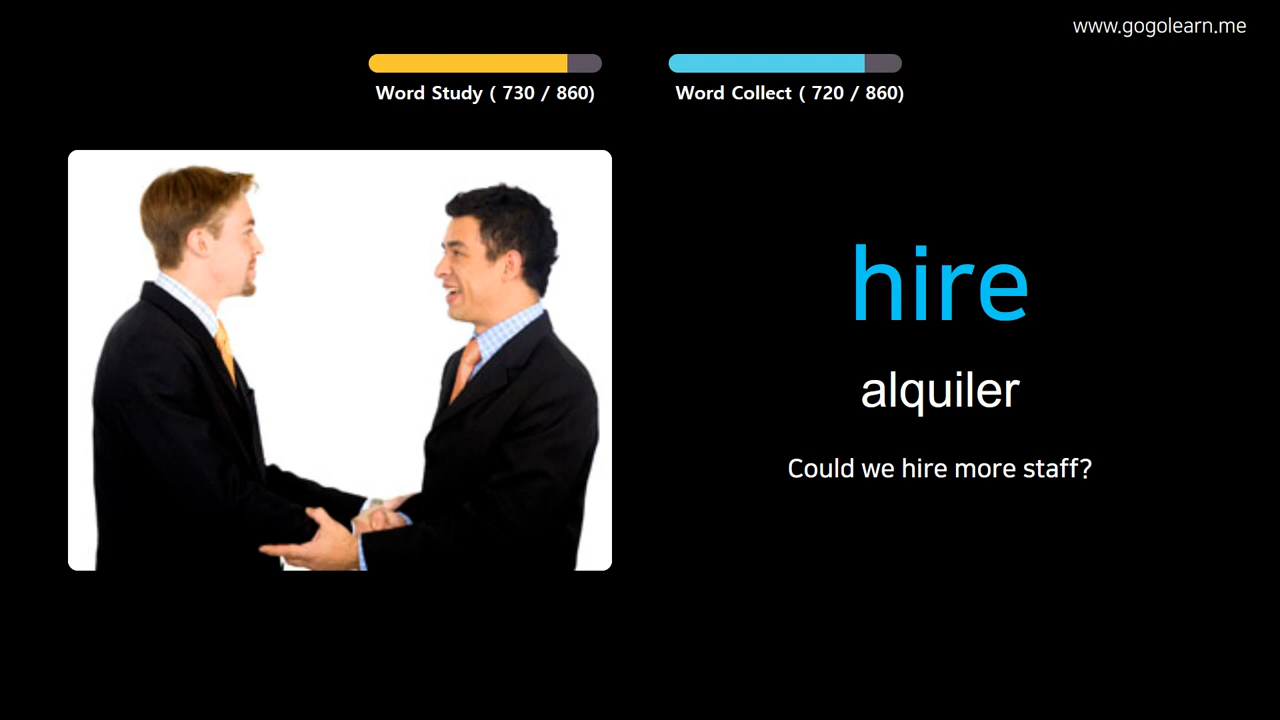 www.gogolearn.me
Word Study ( 730 / 860)
Word Collect ( 720 / 860)
hire
alquiler
Could we hire more staff?